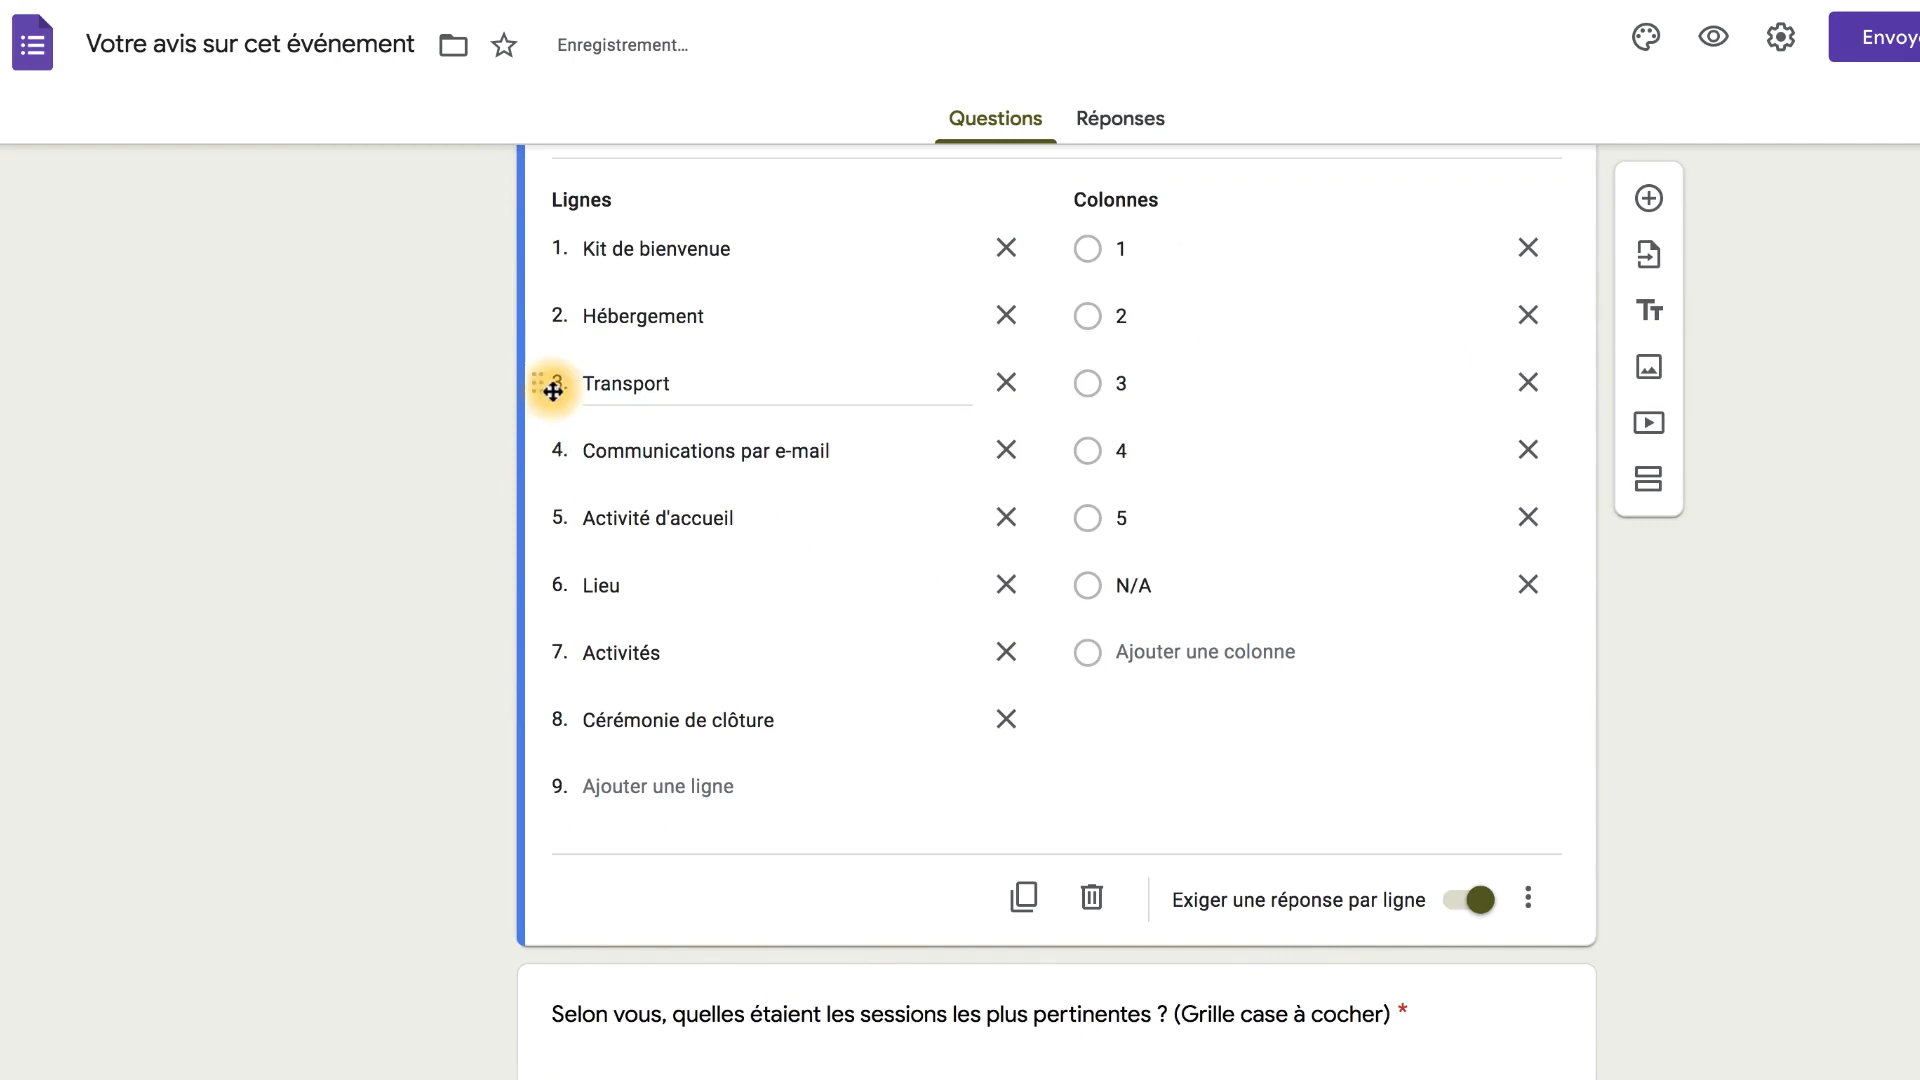 Votre avis sur cet événement
Enregistrement...
Envoy
Questions Réponses
Lignes Colonnes
1. Kit de bienvenue
1
2. Hébergement
2
3. Transport
3
4. Communications par e-mail
4
5. Activité d'accueil
5
6. Lieu
N/A
7. Activités
Ajouter une colonne
8. Cérémonie de clôture
9. Ajouter une ligne
Exiger une réponse par ligne
Selon vous, quelles étaient les sessions les plus pertinentes ? (Grille case à cocher) *